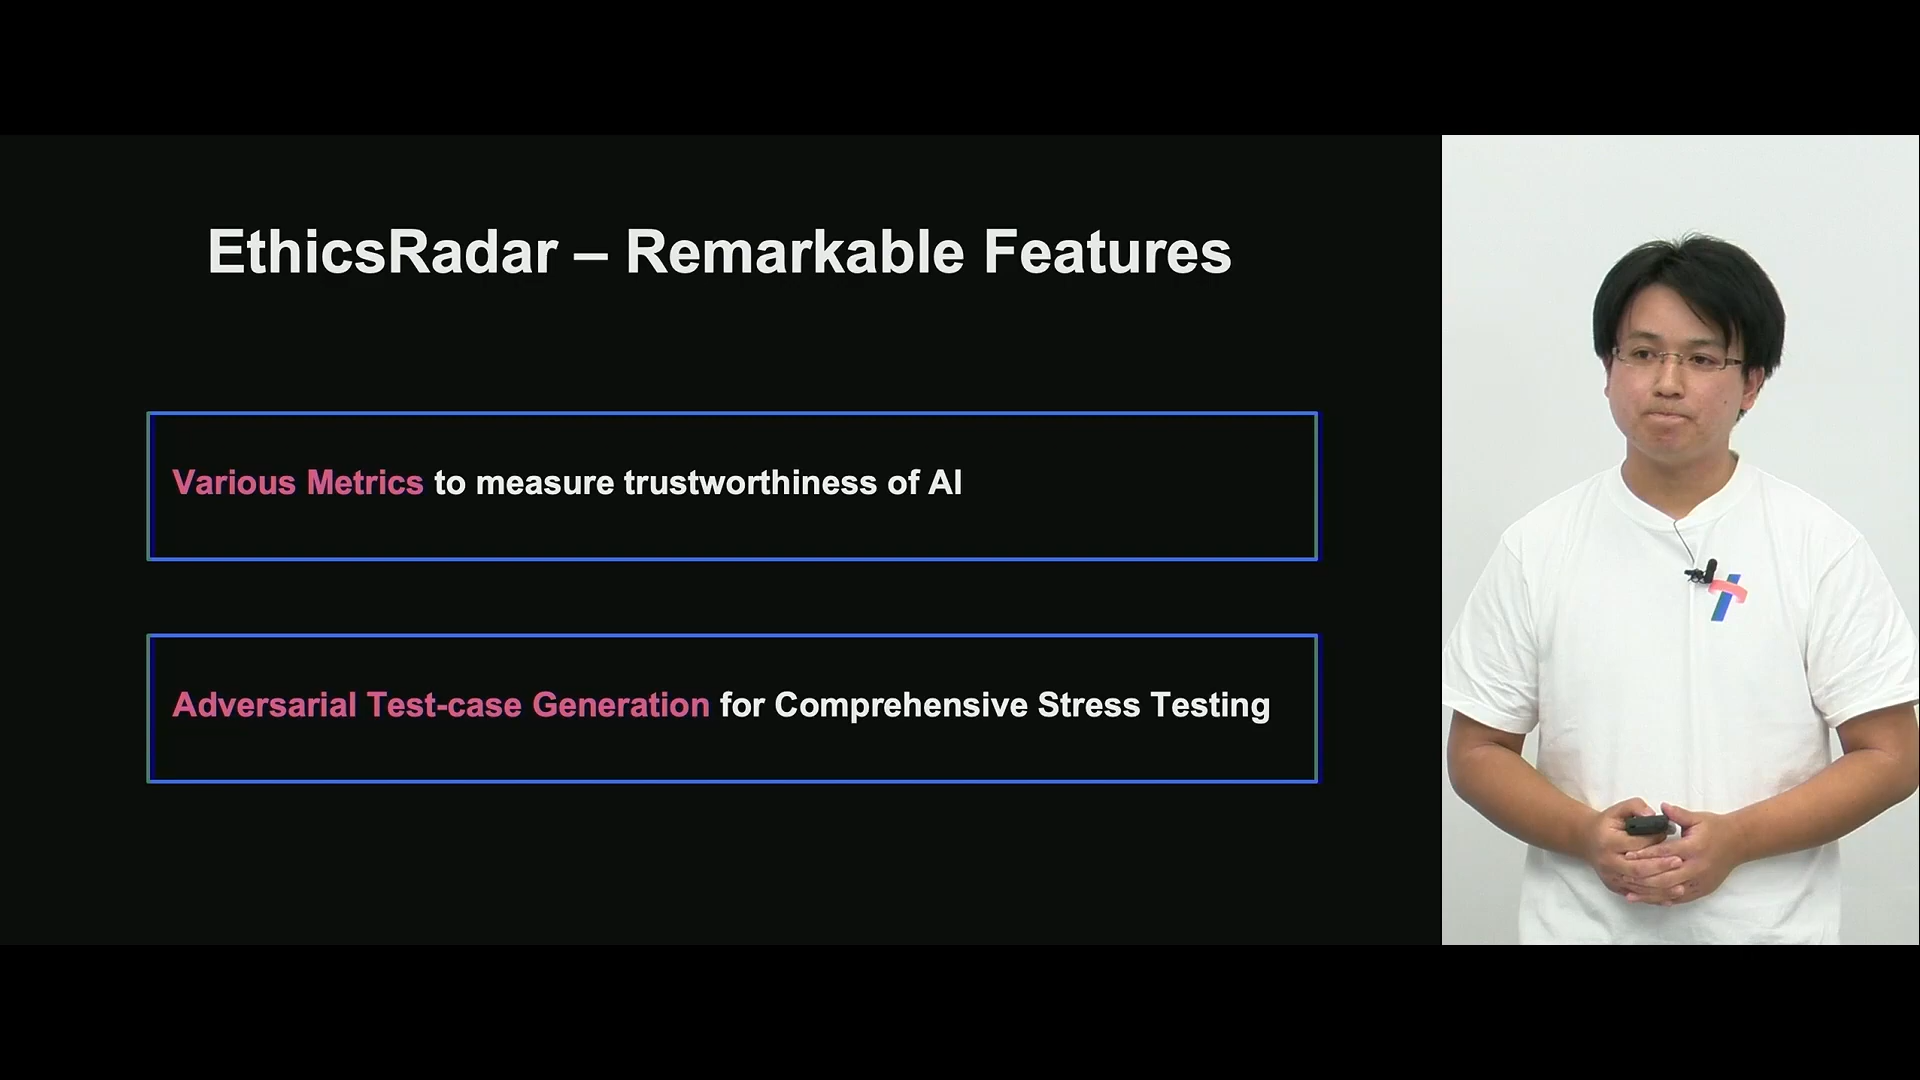 EthicsRadar – Remarkable Features
Various Metrics to measure trustworthiness of AI
Adversarial Test-case Generation for Comprehensive Stress Testing